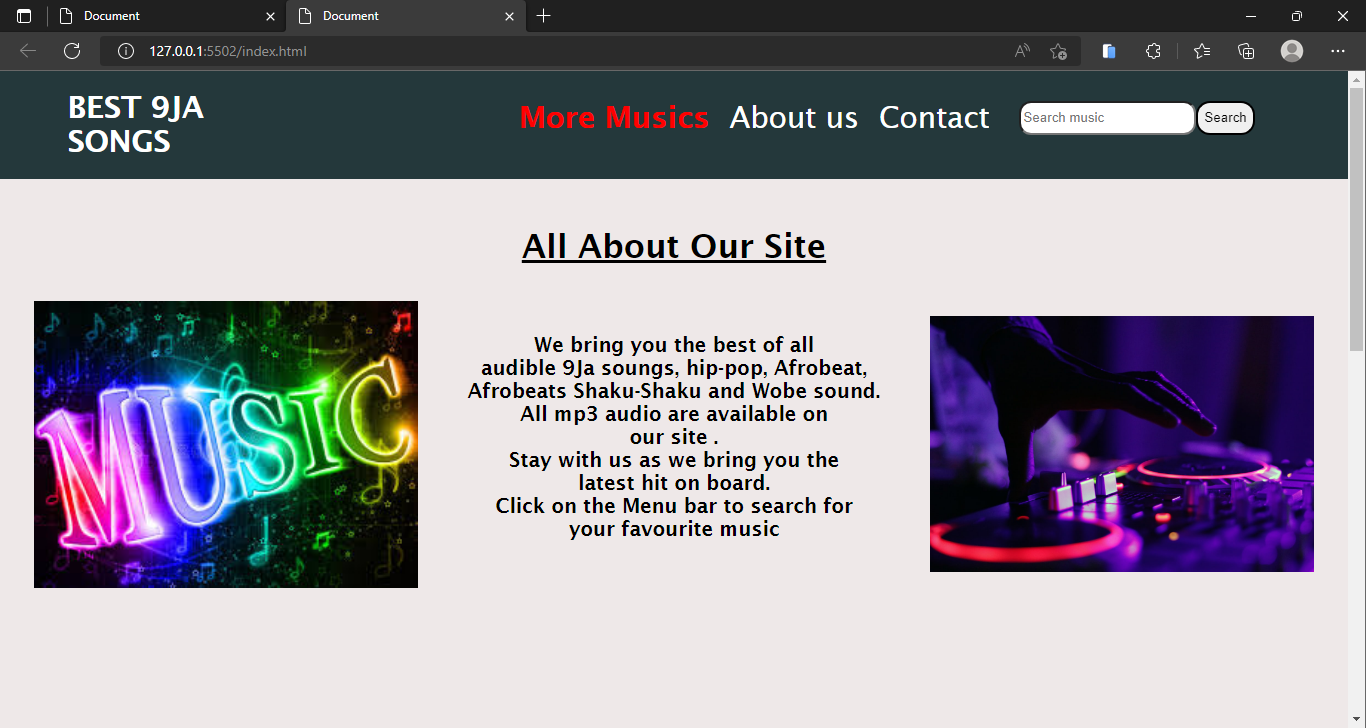 Document
Document
127.0.0.1:5502/index.html
BEST 9JA
SONGS
More Musics About us Contact
Search music
Search
All About Our Site
MUSIC
We bring you the best of all
audible 9Ja soungs, hip-pop, Afrobeat,
Afrobeats Shaku-Shaku and Wobe sound.
All mp3 audio are available on
our site .
Stay with us as we bring you the
latest hit on board.
Click on the Menu bar to search for
your favourite music